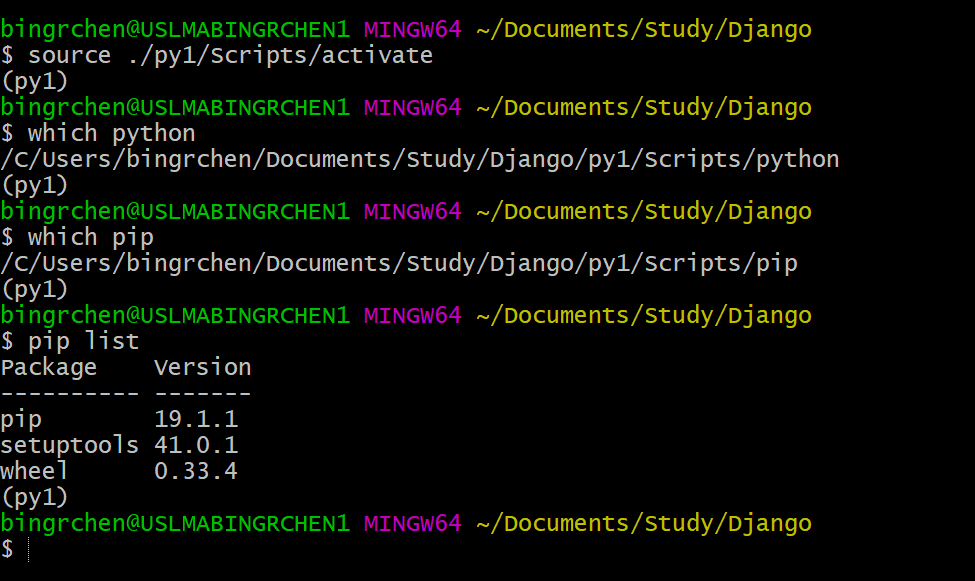 bingrchen@USLMABINGRCHEN1 MINGW64 ~/Documents/Study/Django
$ source ./py1/Scripts/activate
(py1)
bingrchen@USLMABINGRCHEN1 MINGW64 ~/Documents/Study/Django
$ which python
/C/Users/bingrchen/Documents/Study/Django/py1/Scripts/python
(py1)
bingrchen@USLMABINGRCHEN1 MINGW64 ~/Documents/Study/Django
$ which pip
/C/Users/bingrchen/Documents/Study/Django/py1/Scripts/pip
(py1)
bingrchen@USLMABINGRCHEN1 MINGW64 ~/Documents/Study/Django
$ pip list
Package    Version
---------- -------
pip        19.1.1
setuptools 41.0.1
wheel      0.33.4
(py1)
bingrchen@USLMABINGRCHEN1 MINGW64 ~/Documents/Study/Django
$